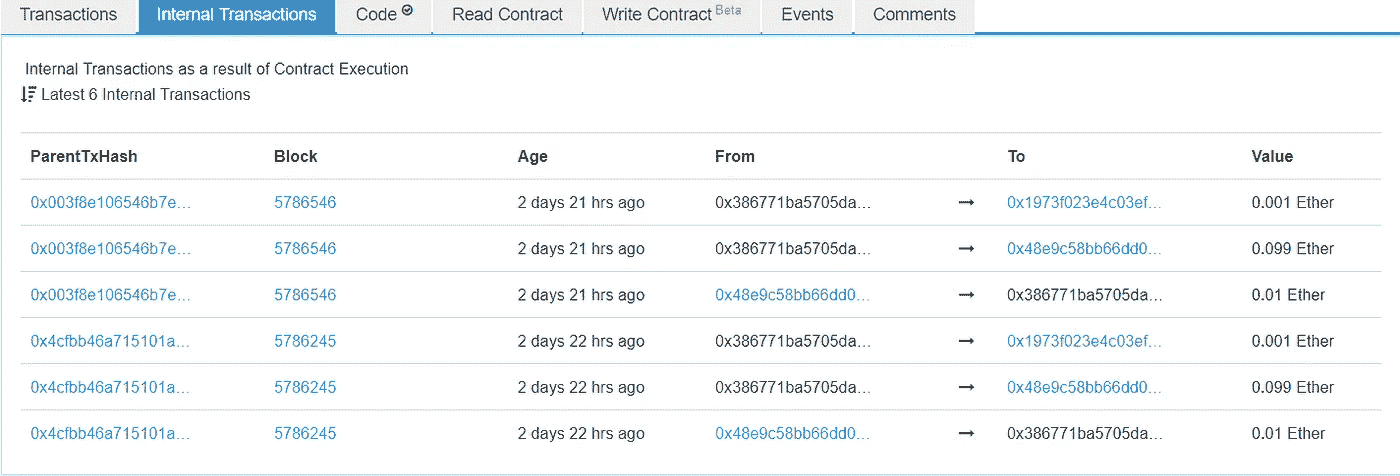 Transactions Internal Transactions Code Read Contract Write Contract Beta Events Comments
Internal Transactions as a result of Contract Execution
Latest 6 Internal Transactions
ParentTxHash Block Age From To Value
0x003f8e106546b7e... 5786546 2 days 21 hrs ago 0x386771ba5705da... → 0x1973f023e4c03ef... 0.001 Ether
0x003f8e106546b7e... 5786546 2 days 21 hrs ago 0x386771ba5705da... → 0x48e9c58bb66dd0... 0.099 Ether
0x003f8e106546b7e... 5786546 2 days 21 hrs ago 0x48e9c58bb66dd0... → 0x386771ba5705da... 0.01 Ether
0x4cfbb46a715101a... 5786245 2 days 22 hrs ago 0x386771ba5705da... → 0x1973f023e4c03ef... 0.001 Ether
0x4cfbb46a715101a... 5786245 2 days 22 hrs ago 0x386771ba5705da... → 0x48e9c58bb66dd0... 0.099 Ether
0x4cfbb46a715101a... 5786245 2 days 22 hrs ago 0x48e9c58bb66dd0... → 0x386771ba5705da... 0.01 Ether